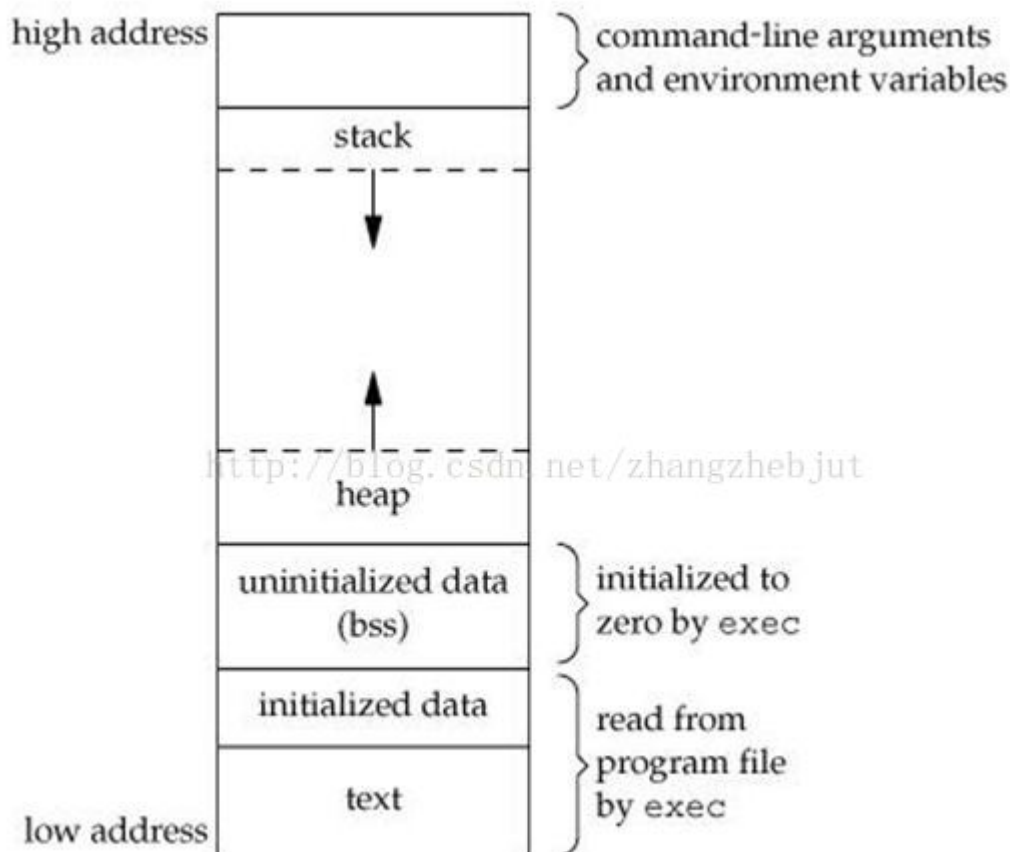 high address
command-line arguments
and environment variables
stack
http://blog.csdn.net/zhangzhebjut
heap
uninitialized data
(bss)
initialized to
zero by exec
initialized data
read from
program file
by exec
text
low address